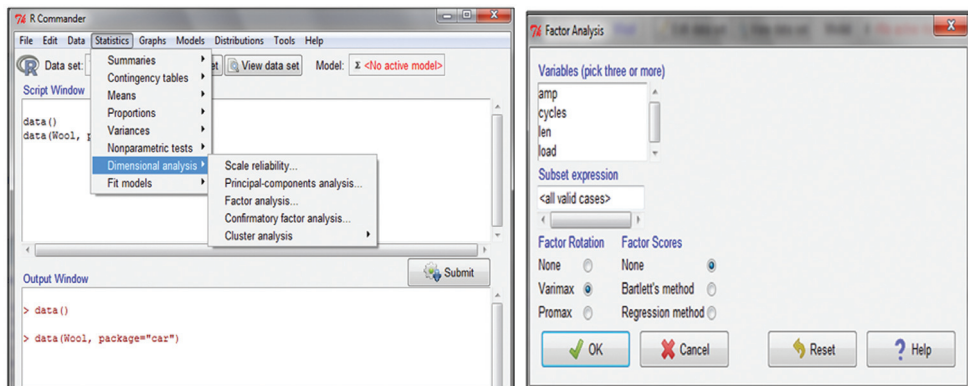 R Commander
File Edit Data Statistics Graphs Models Distributions Tools Help
Data set: et View data set Model: Σ <No active model>
Script Window
data()
data(Wool, p
Summaries
Contingency tables
Means
Proportions
Variances
Nonparametric tests
Dimensional analysis
Fit models
Scale reliability...
Principal-components analysis...
Factor analysis...
Confirmatory factor analysis...
Cluster analysis
Submit
Output Window
> data()
> data(Wool, package="car")
Factor Analysis
Variables (pick three or more)
amp
cycles
len
load
Subset expression
<all valid cases>
Factor Rotation Factor Scores
None None
Varimax Bartlett's method
Promax Regression method
OK Cancel Reset Help